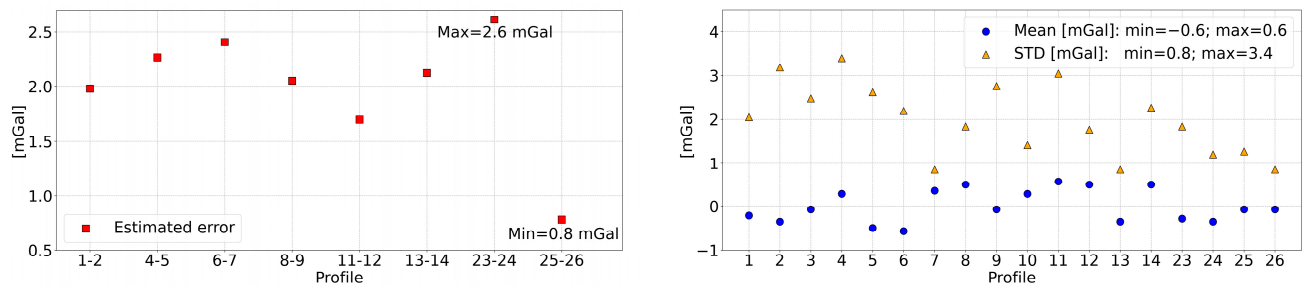 2.5
2.0
1.5
1.0
0.5
[mGal]
Max=2.6 mGal
Min=0.8 mGal
Estimated error
1-2 4-5 6-7 8-9 11-12 13-14 23-24 25-26
Profile
4
3
2
1
0
−1
[mGal]
Mean [mGal]: min=−0.6; max=0.6
STD [mGal]: min=0.8; max=3.4
1 2 3 4 5 6 7 8 9 10 11 12 13 14 23 24 25 26
Profile